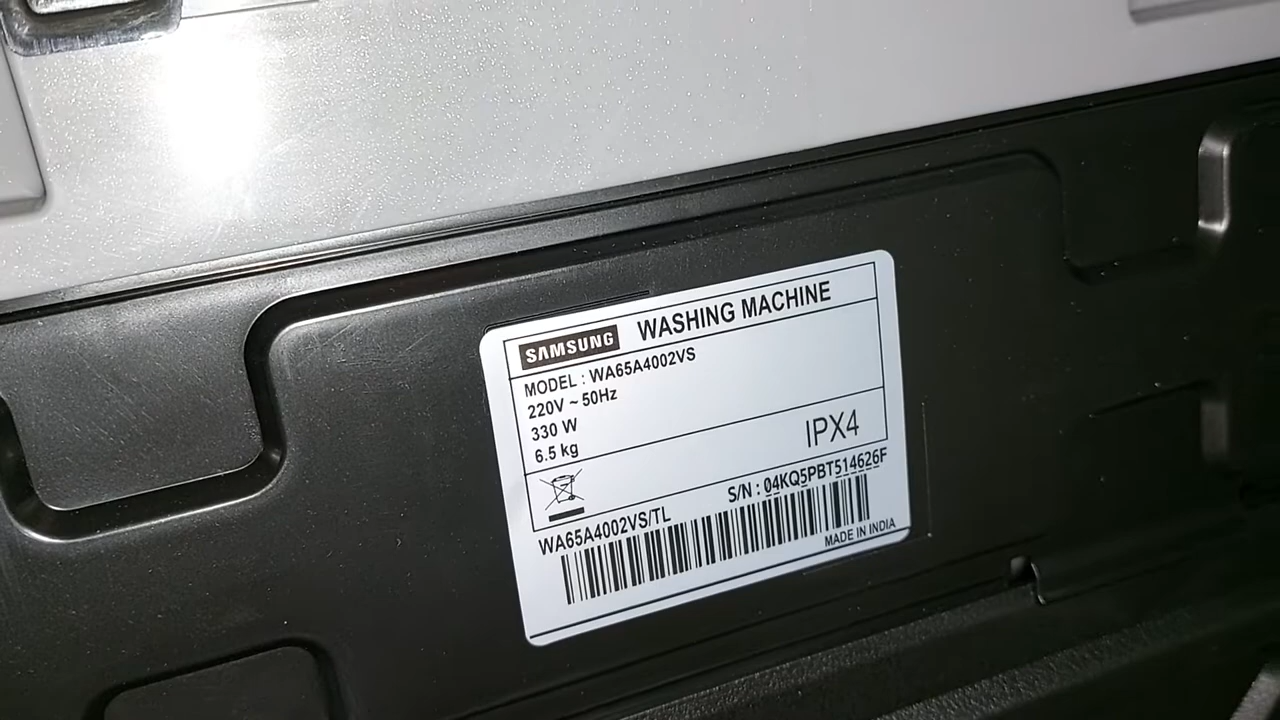 SAMSUNG WASHING MACHINE
MODEL : WA65A4002VS
220V ~ 50Hz
330 W
6.5 kg
IPX4
S/N : 04KQ5PBT514626F
WA65A4002VS/TL
MADE IN INDIA